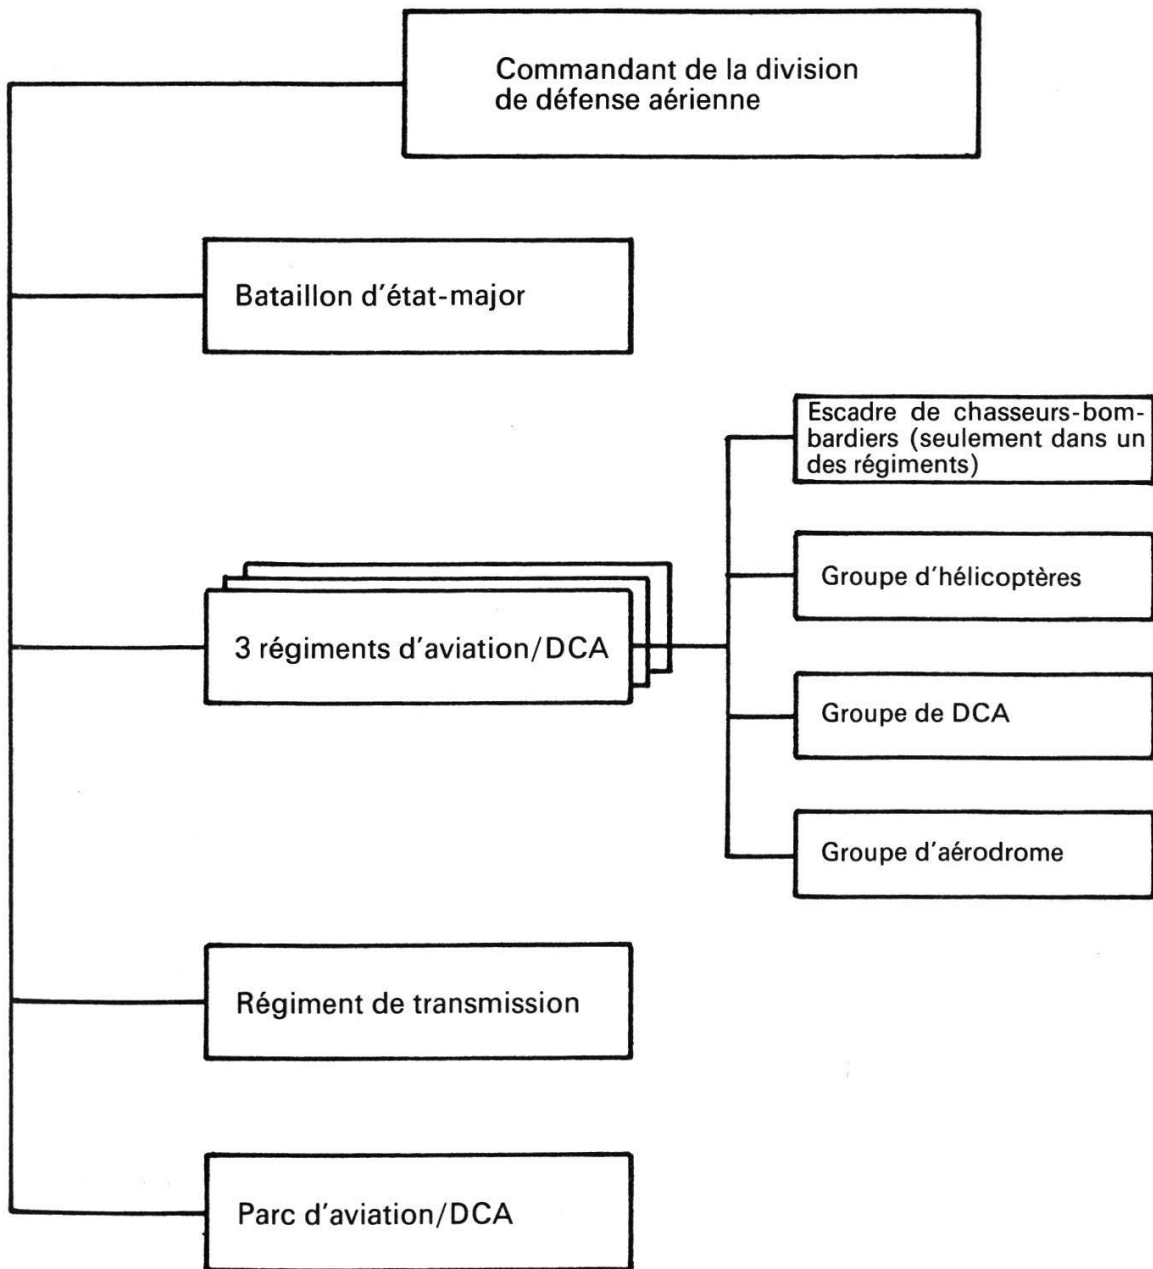 Commandant de la division
de défense aérienne
Bataillon d'état-major
3 régiments d'aviation/DCA
Escadre de chasseurs-bom-
bardiers (seulement dans un
des régiments)
Groupe d'hélicoptères
Groupe de DCA
Groupe d'aérodrome
Régiment de transmission
Parc d'aviation/DCA